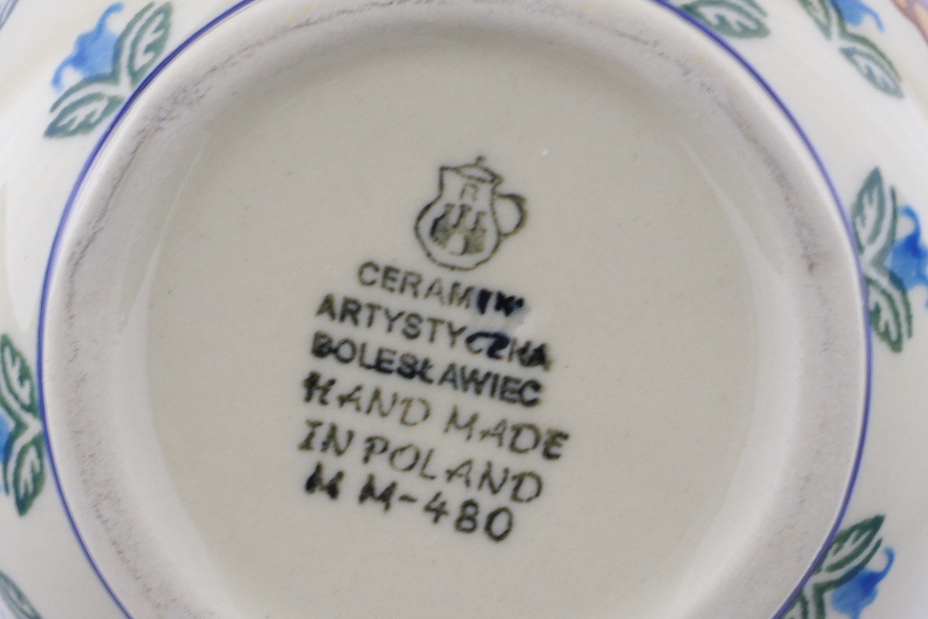 CERAMIKA
ARTYSTYCZNA
BOLESŁAWIEC
HAND MADE
IN POLAND
M M-480